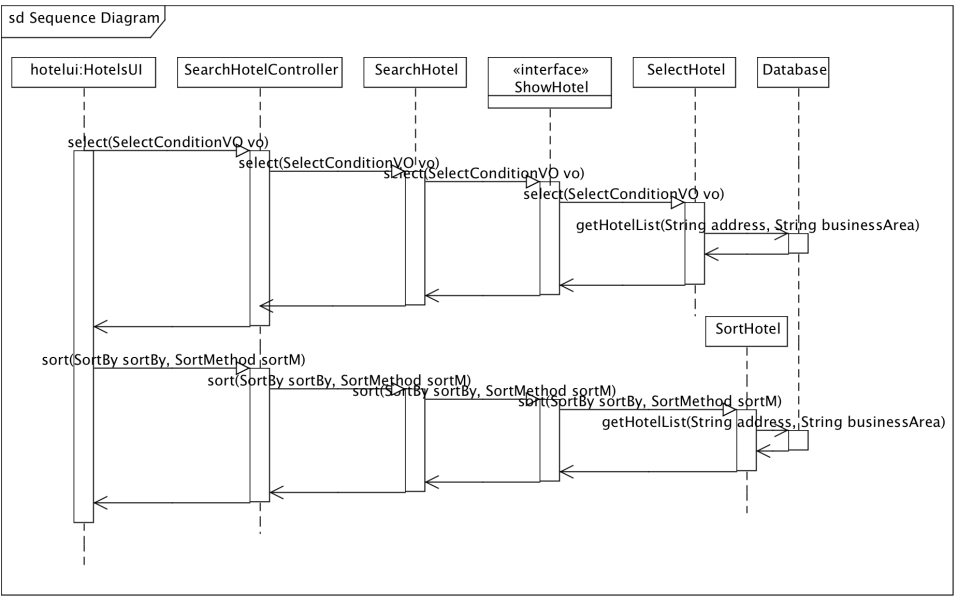 sd Sequence Diagram
hotelui:HotelsUI
SearchHotelController
SearchHotel
«interface»
ShowHotel
SelectHotel
Database
select(SelectConditionVO vo)
select(SelectConditionVO vo)
select(SelectConditionVO vo)
select(SelectConditionVO vo)
getHotelList(String address, String businessArea)
SortHotel
sort(SortBy sortBy, SortMethod sortM)
sort(SortBy sortBy, SortMethod sortM)
sort(SortBy sortBy, SortMethod sortM)
sort(SortBy sortBy, SortMethod sortM)
getHotelList(String address, String businessArea)